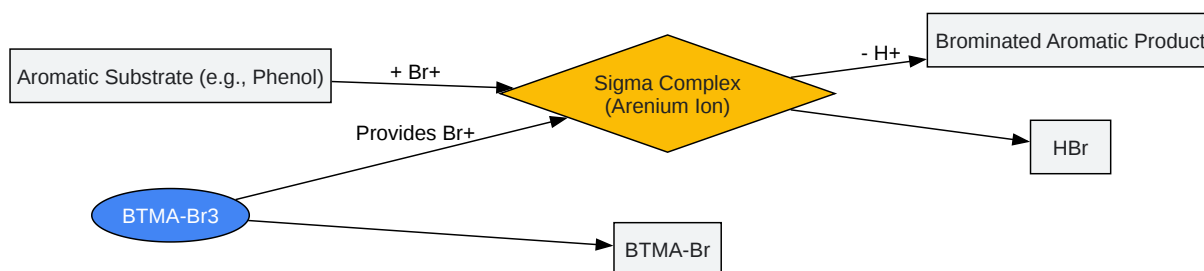 Brominated Aromatic Product
- H+
Aromatic Substrate (e.g., Phenol)
+ Br+
Sigma Complex
(Arenium Ion)
Provides Br+
HBr
BTMA-Br3
BTMA-Br